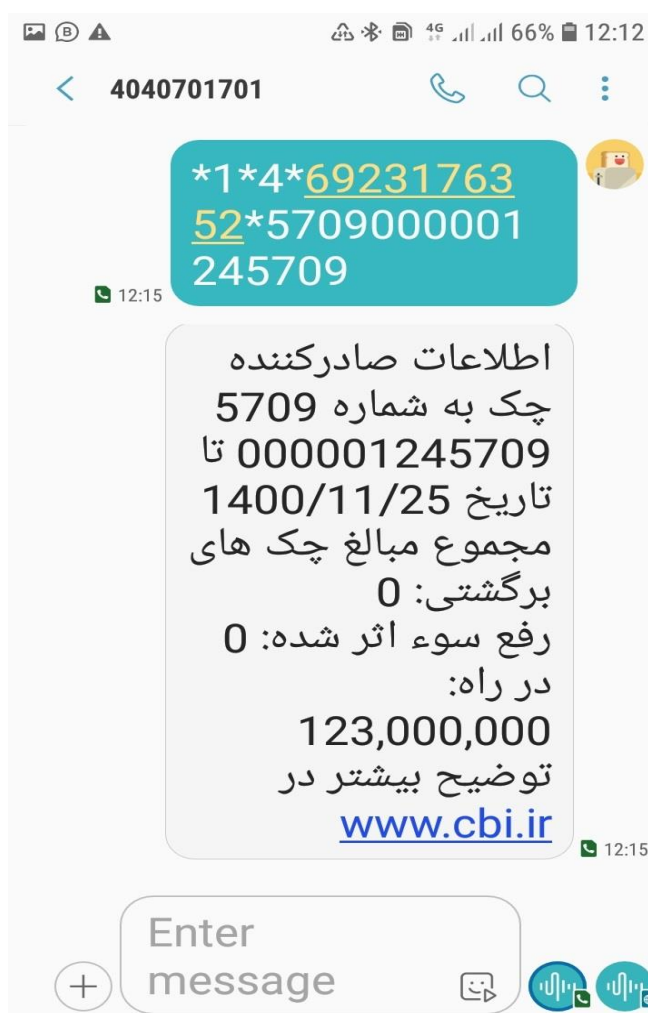 4G 66% 12:12
4040701701
*1*4*69231763
52*5709000001
245709
12:15
اطلاعات صادرکننده
چک به شماره 5709
000001245709 تا
تاریخ 1400/11/25
مجموع مبالغ چک های
برگشتی: 0
رفع سوء اثر شده: 0
در راه:
123,000,000
توضیح بیشتر در
www.cbi.ir
12:15
Enter
message